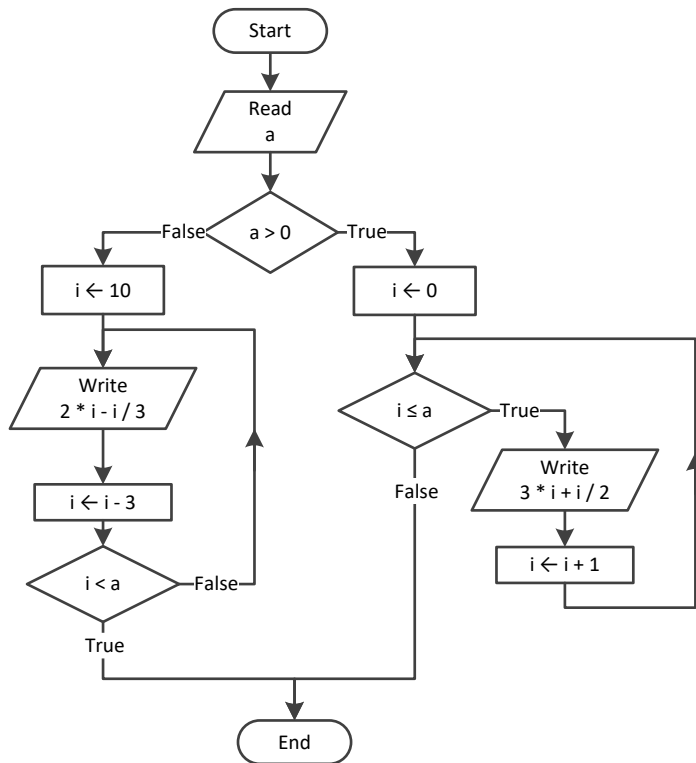 Start
Read
a
a > 0
False
True
i ← 10
i ← 0
Write
2 * i - i / 3
i ≤ a
True
Write
3 * i + i / 2
False
i ← i - 3
i ← i + 1
i < a
False
True
End